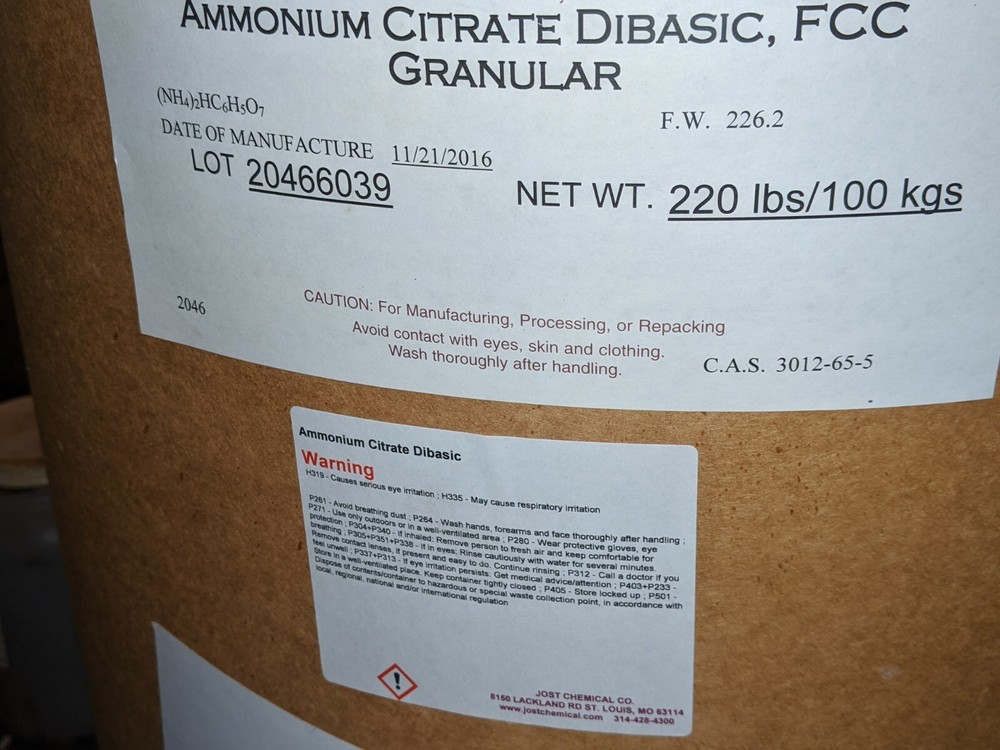 AMMONIUM CITRATE DIBASIC, FCC
GRANULAR
(NH₄)₂HC₆H₅O₇
F.W. 226.2
DATE OF MANUFACTURE 11/21/2016
LOT 20466039
NET WT. 220 lbs/100 kgs
2046
CAUTION: For Manufacturing, Processing, or Repacking
Avoid contact with eyes, skin and clothing.
Wash thoroughly after handling.
C.A.S. 3012-65-5
Ammonium Citrate Dibasic
Warning
H319 - Causes serious eye irritation ; H335 - May cause respiratory irritation
P261 - Avoid breathing dust ; P264 - Wash hands, forearms and face thoroughly after handling ;
P271 - Use only outdoors or in a well-ventilated area ; P280 - Wear protective gloves, eye
protection ; P304+P340 - If inhaled: Remove person to fresh air and keep comfortable for
breathing ; P305+P351+P338 - If in eyes: Rinse cautiously with water for several minutes.
Remove contact lenses, if present and easy to do. Continue rinsing ; P312 - Call a doctor if you
feel unwell ; P337+P313 - If eye irritation persists: Get medical advice/attention ; P403+P233 -
Store in a well-ventilated place. Keep container tightly closed ; P405 - Store locked up ; P501 -
Dispose of contents/container to hazardous or special waste collection point, in accordance with
local, regional, national and/or international regulation
JOST CHEMICAL CO.
8150 LACKLAND RD ST. LOUIS, MO 63114
www.jostchemical.com 314-428-4300